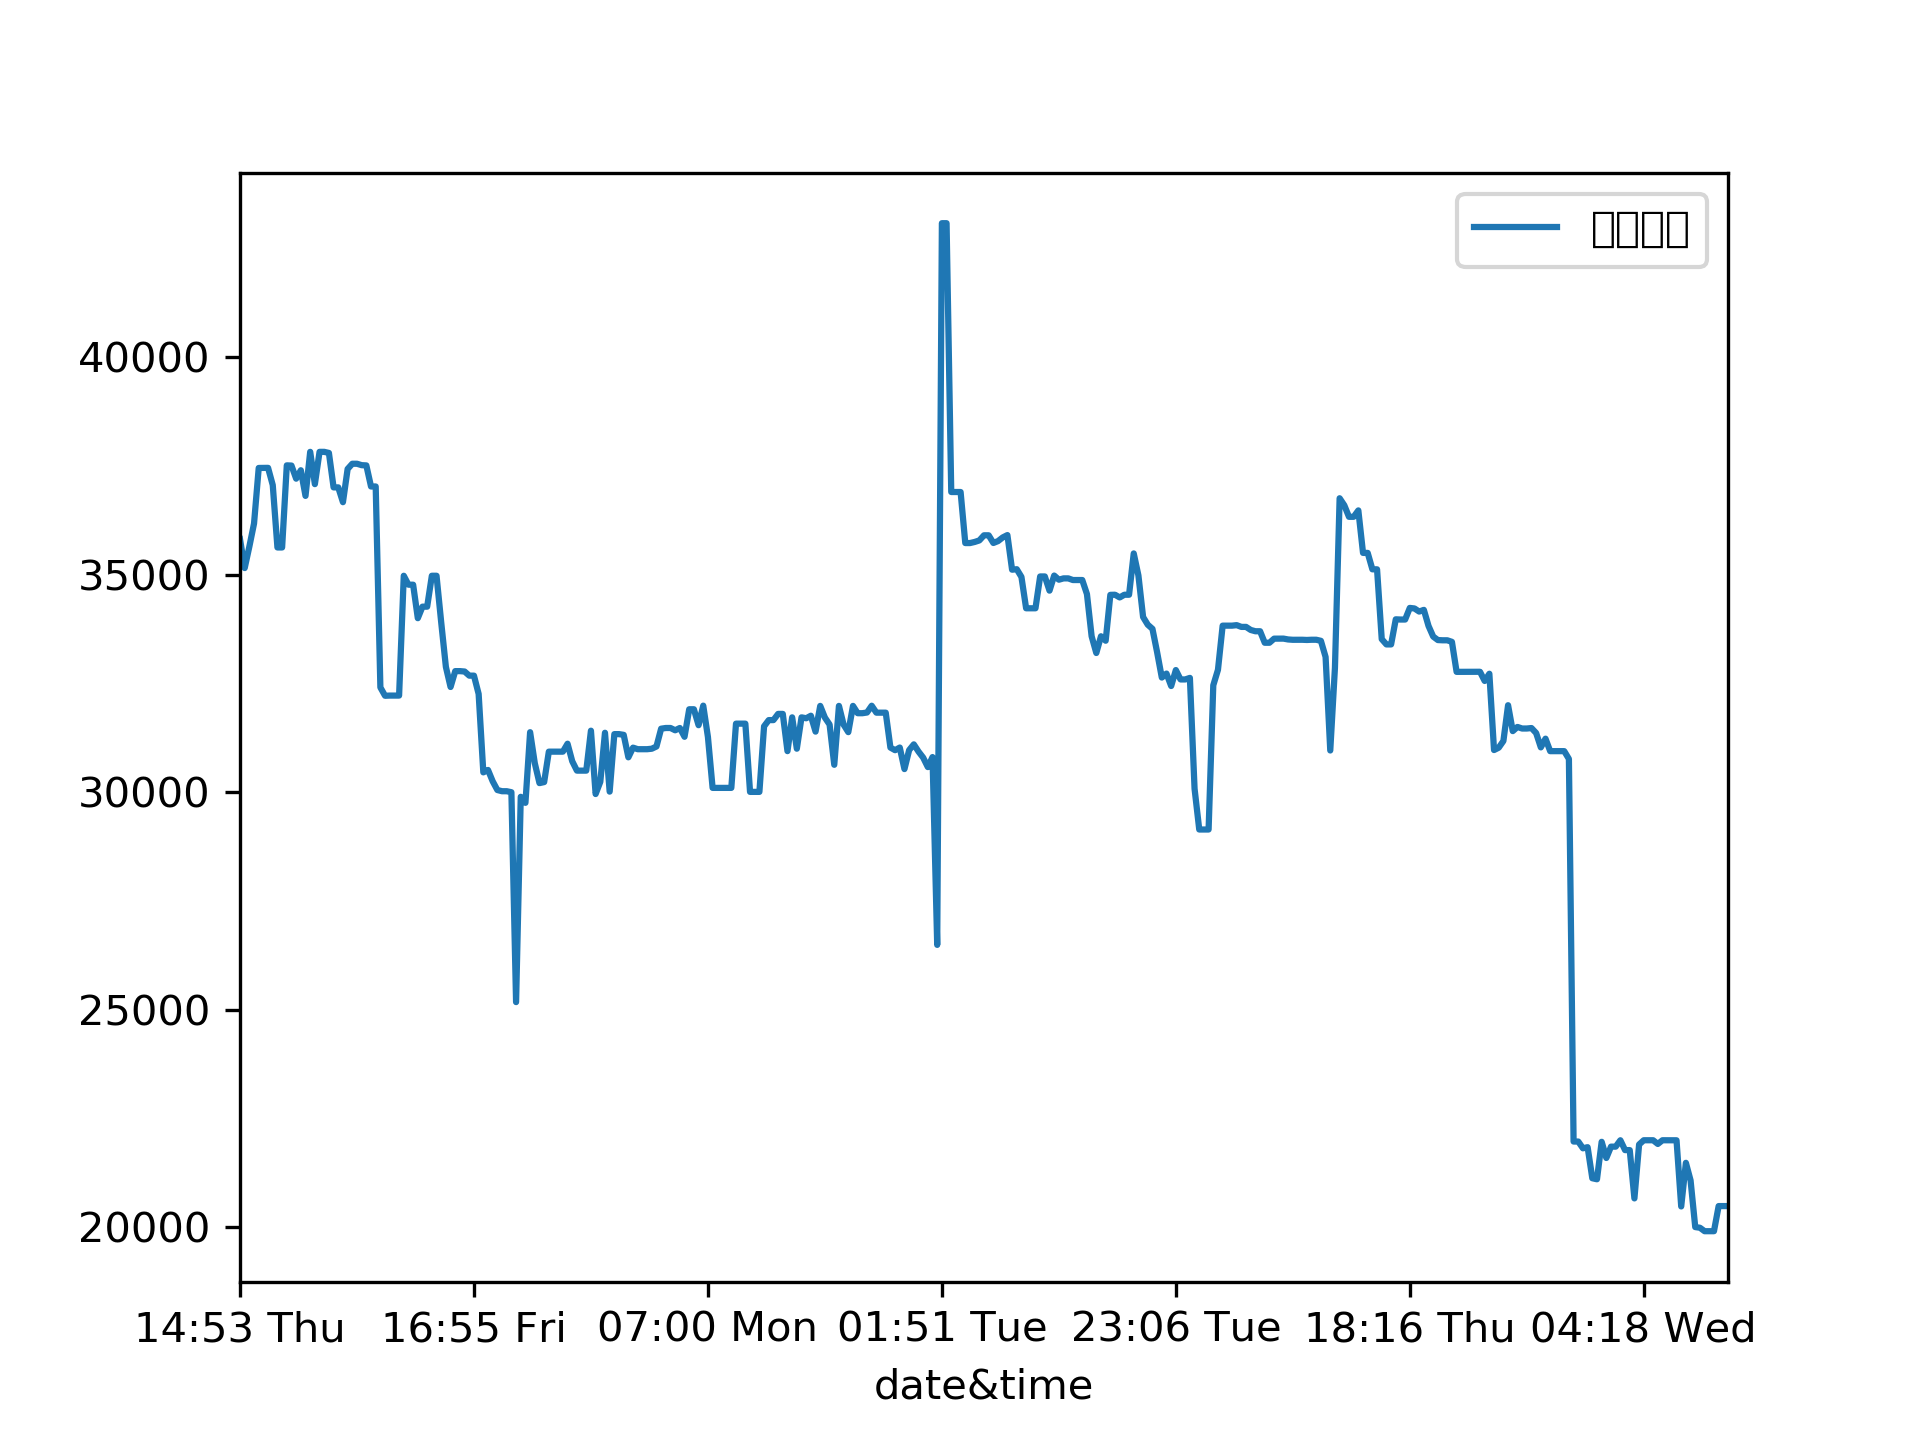 40000
35000
30000
25000
20000
14:53 Thu
16:55 Fri
07:00 Mon
01:51 Tue
23:06 Tue
18:16 Thu
04:18 Wed
date&time